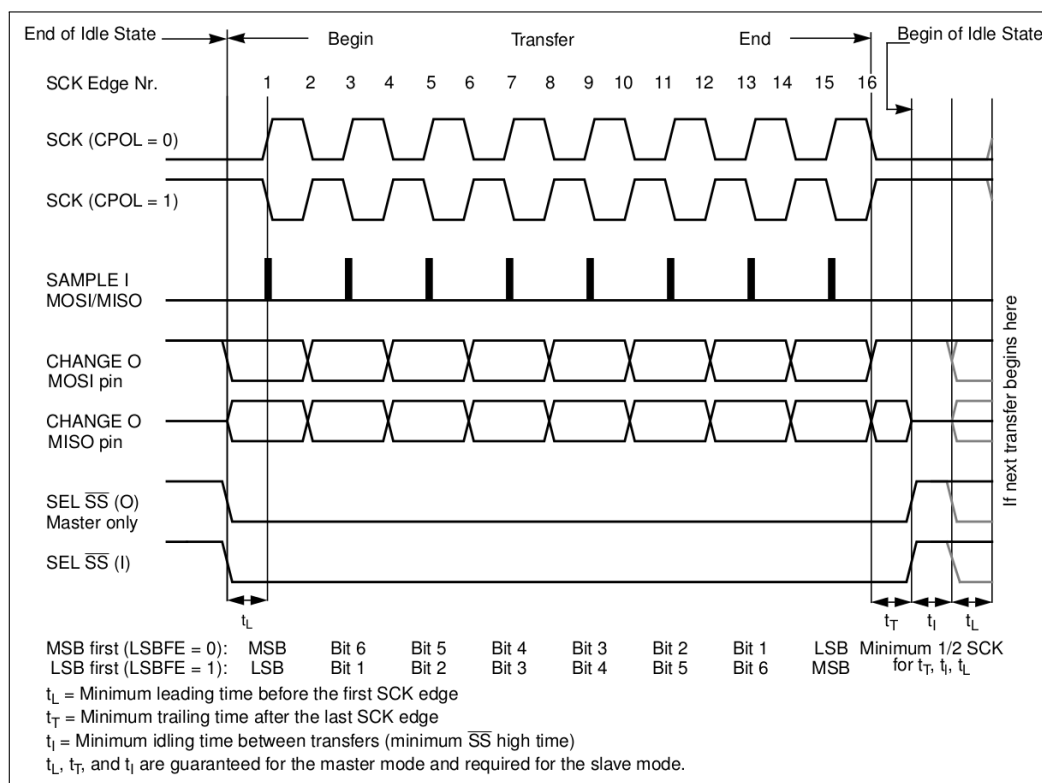 End of Idle State
Begin Transfer End
Begin of Idle State
SCK Edge Nr. 1 2 3 4 5 6 7 8 9 10 11 12 13 14 15 16
SCK (CPOL = 0)
SCK (CPOL = 1)
SAMPLE I
MOSI/MISO
CHANGE O
MOSI pin
CHANGE O
MISO pin
SEL S̅S̅ (O)
Master only
SEL S̅S̅ (I)
If next transfer begins here
tL tT tI tL
MSB first (LSBFE = 0): MSB Bit 6 Bit 5 Bit 4 Bit 3 Bit 2 Bit 1 LSB Minimum 1/2 SCK
LSB first (LSBFE = 1): LSB Bit 1 Bit 2 Bit 3 Bit 4 Bit 5 Bit 6 MSB for tT, tI, tL
tL = Minimum leading time before the first SCK edge
tT = Minimum trailing time after the last SCK edge
tI = Minimum idling time between transfers (minimum S̅S̅ high time)
tL, tT, and tI are guaranteed for the master mode and required for the slave mode.